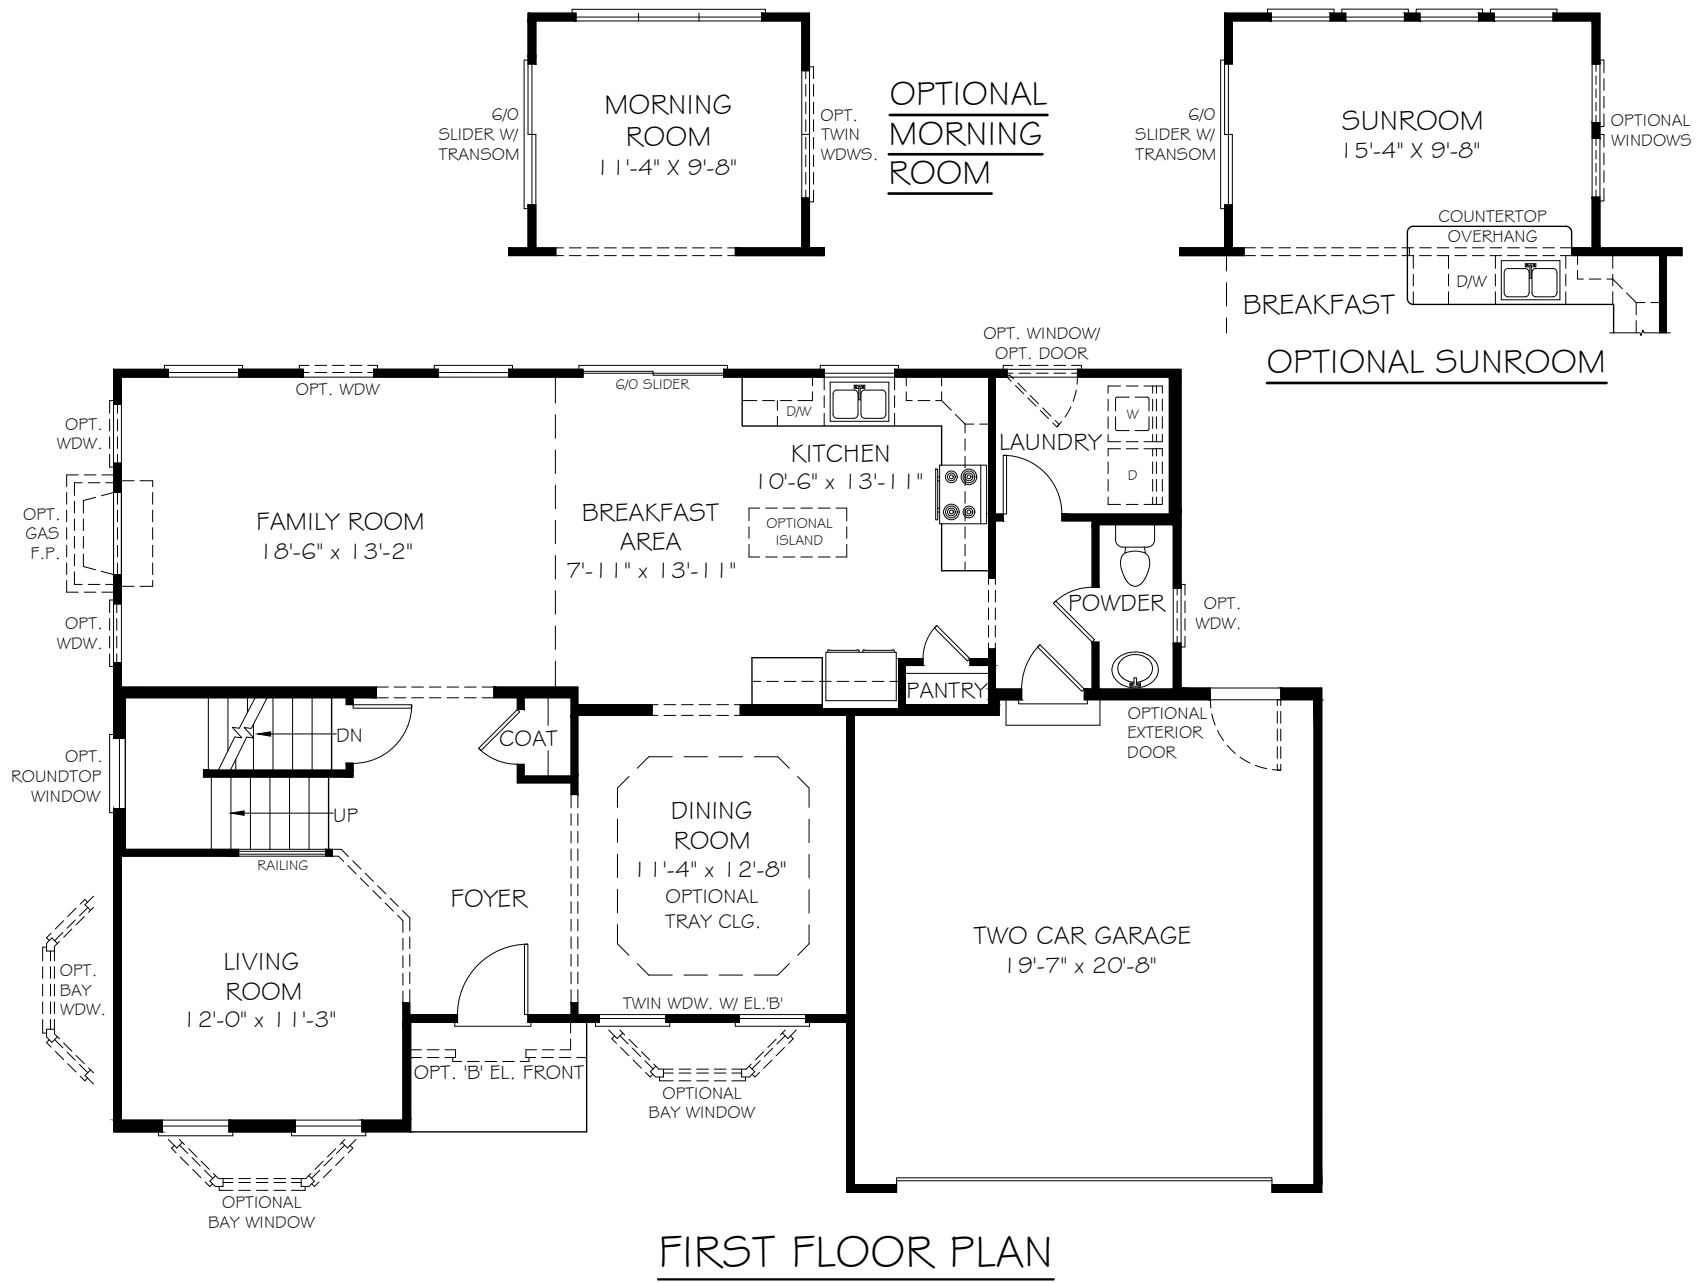 MORNING
ROOM
11'-4" X 9'-8"
6/0
SLIDER W/
TRANSOM
OPT.
TWIN
WDWS.
OPTIONAL
MORNING
ROOM
SUNROOM
15'-4" X 9'-8"
6/0
SLIDER W/
TRANSOM
OPTIONAL
WINDOWS
COUNTERTOP
OVERHANG
D/W
BREAKFAST
OPTIONAL SUNROOM
OPT. WINDOW/
OPT. DOOR
OPT. WDW
6/0 SLIDER
D/W
W
D
LAUNDRY
KITCHEN
10'-6" x 13'-11"
OPTIONAL
ISLAND
BREAKFAST
AREA
7'-11" x 13'-11"
FAMILY ROOM
18'-6" x 13'-2"
OPT.
WDW.
OPT.
GAS
F.P.
OPT.
WDW.
POWDER
OPT.
WDW.
PANTRY
OPTIONAL
EXTERIOR
DOOR
COAT
DN
UP
RAILING
OPT.
ROUNDTOP
WINDOW
DINING
ROOM
11'-4" x 12'-8"
OPTIONAL
TRAY CLG.
TWIN WDW. W/ EL.'B'
FOYER
LIVING
ROOM
12'-0" x 11'-3"
OPT.
BAY
WDW.
TWO CAR GARAGE
19'-7" x 20'-8"
OPT. 'B' EL. FRONT
OPTIONAL
BAY WINDOW
OPTIONAL
BAY WINDOW
FIRST FLOOR PLAN